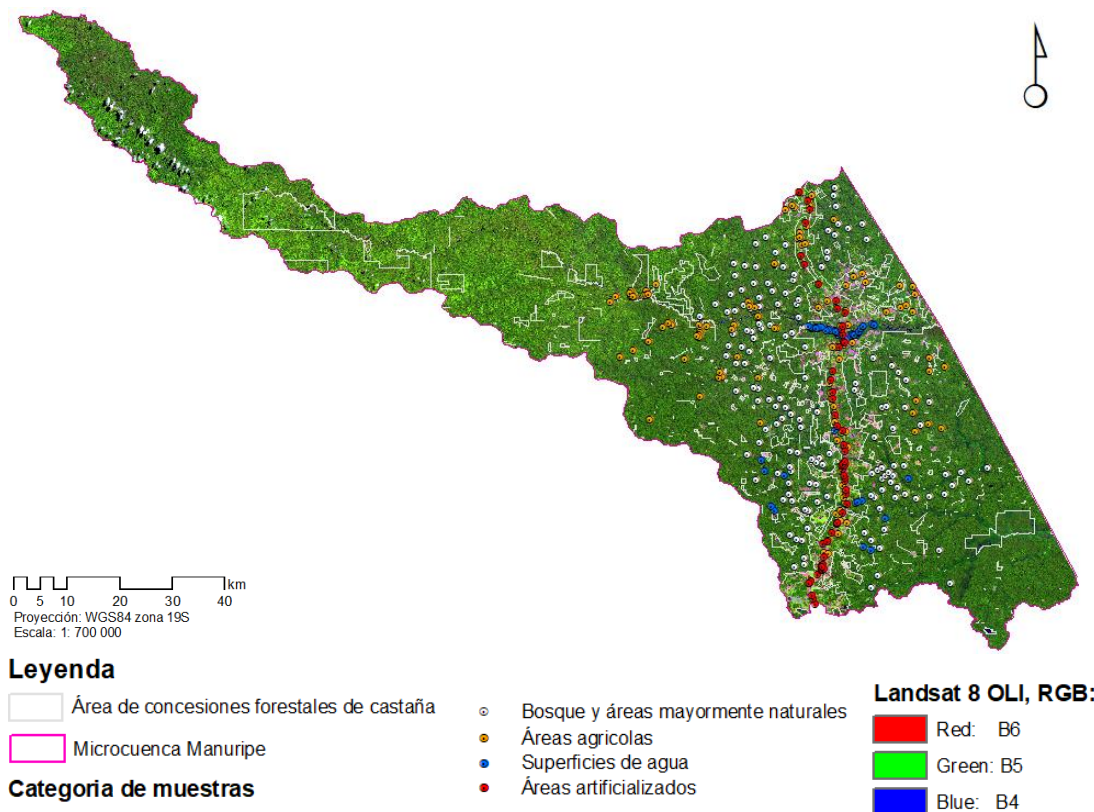 km
0 5 10 20 30 40
Proyección: WGS84 zona 19S
Escala: 1: 700 000
Leyenda
Área de concesiones forestales de castaña
Microcuenca Manuripe
Categoria de muestras
Bosque y áreas mayormente naturales
Áreas agricolas
Superficies de agua
Áreas artificializados
Landsat 8 OLI, RGB:
Red: B6
Green: B5
Blue: B4